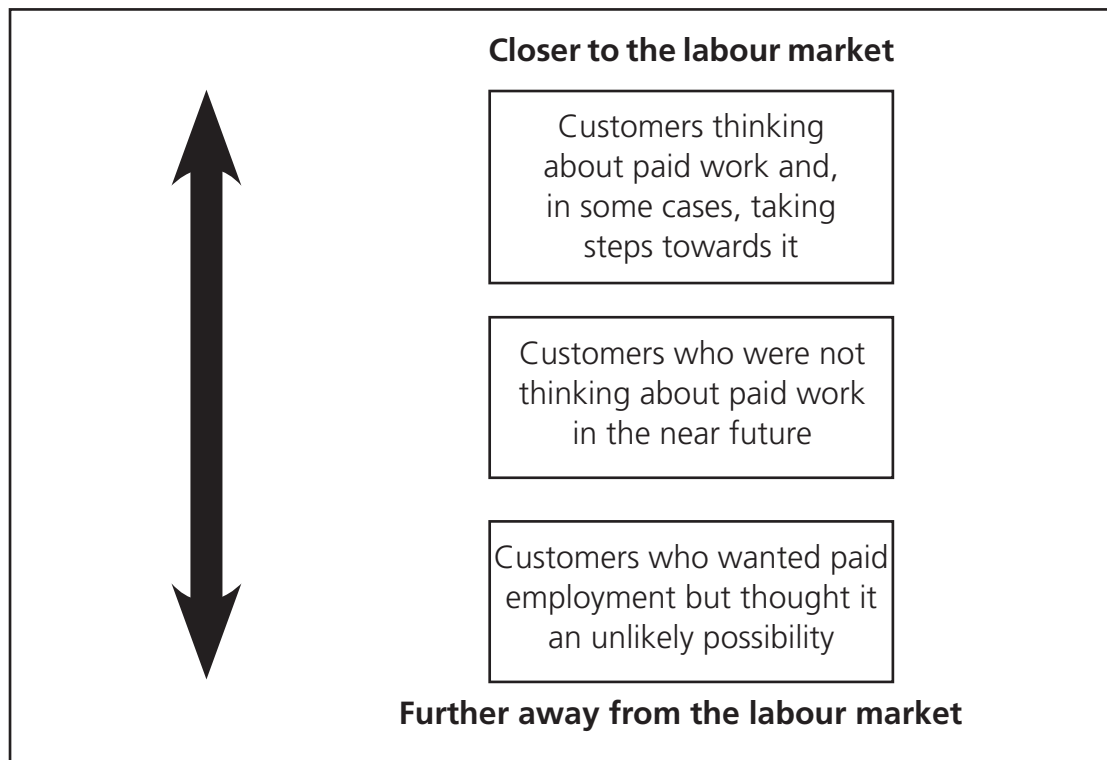 Closer to the labour market
Customers thinking
about paid work and,
in some cases, taking
steps towards it
Customers who were not
thinking about paid work
in the near future
Customers who wanted paid
employment but thought it
an unlikely possibility
Further away from the labour market